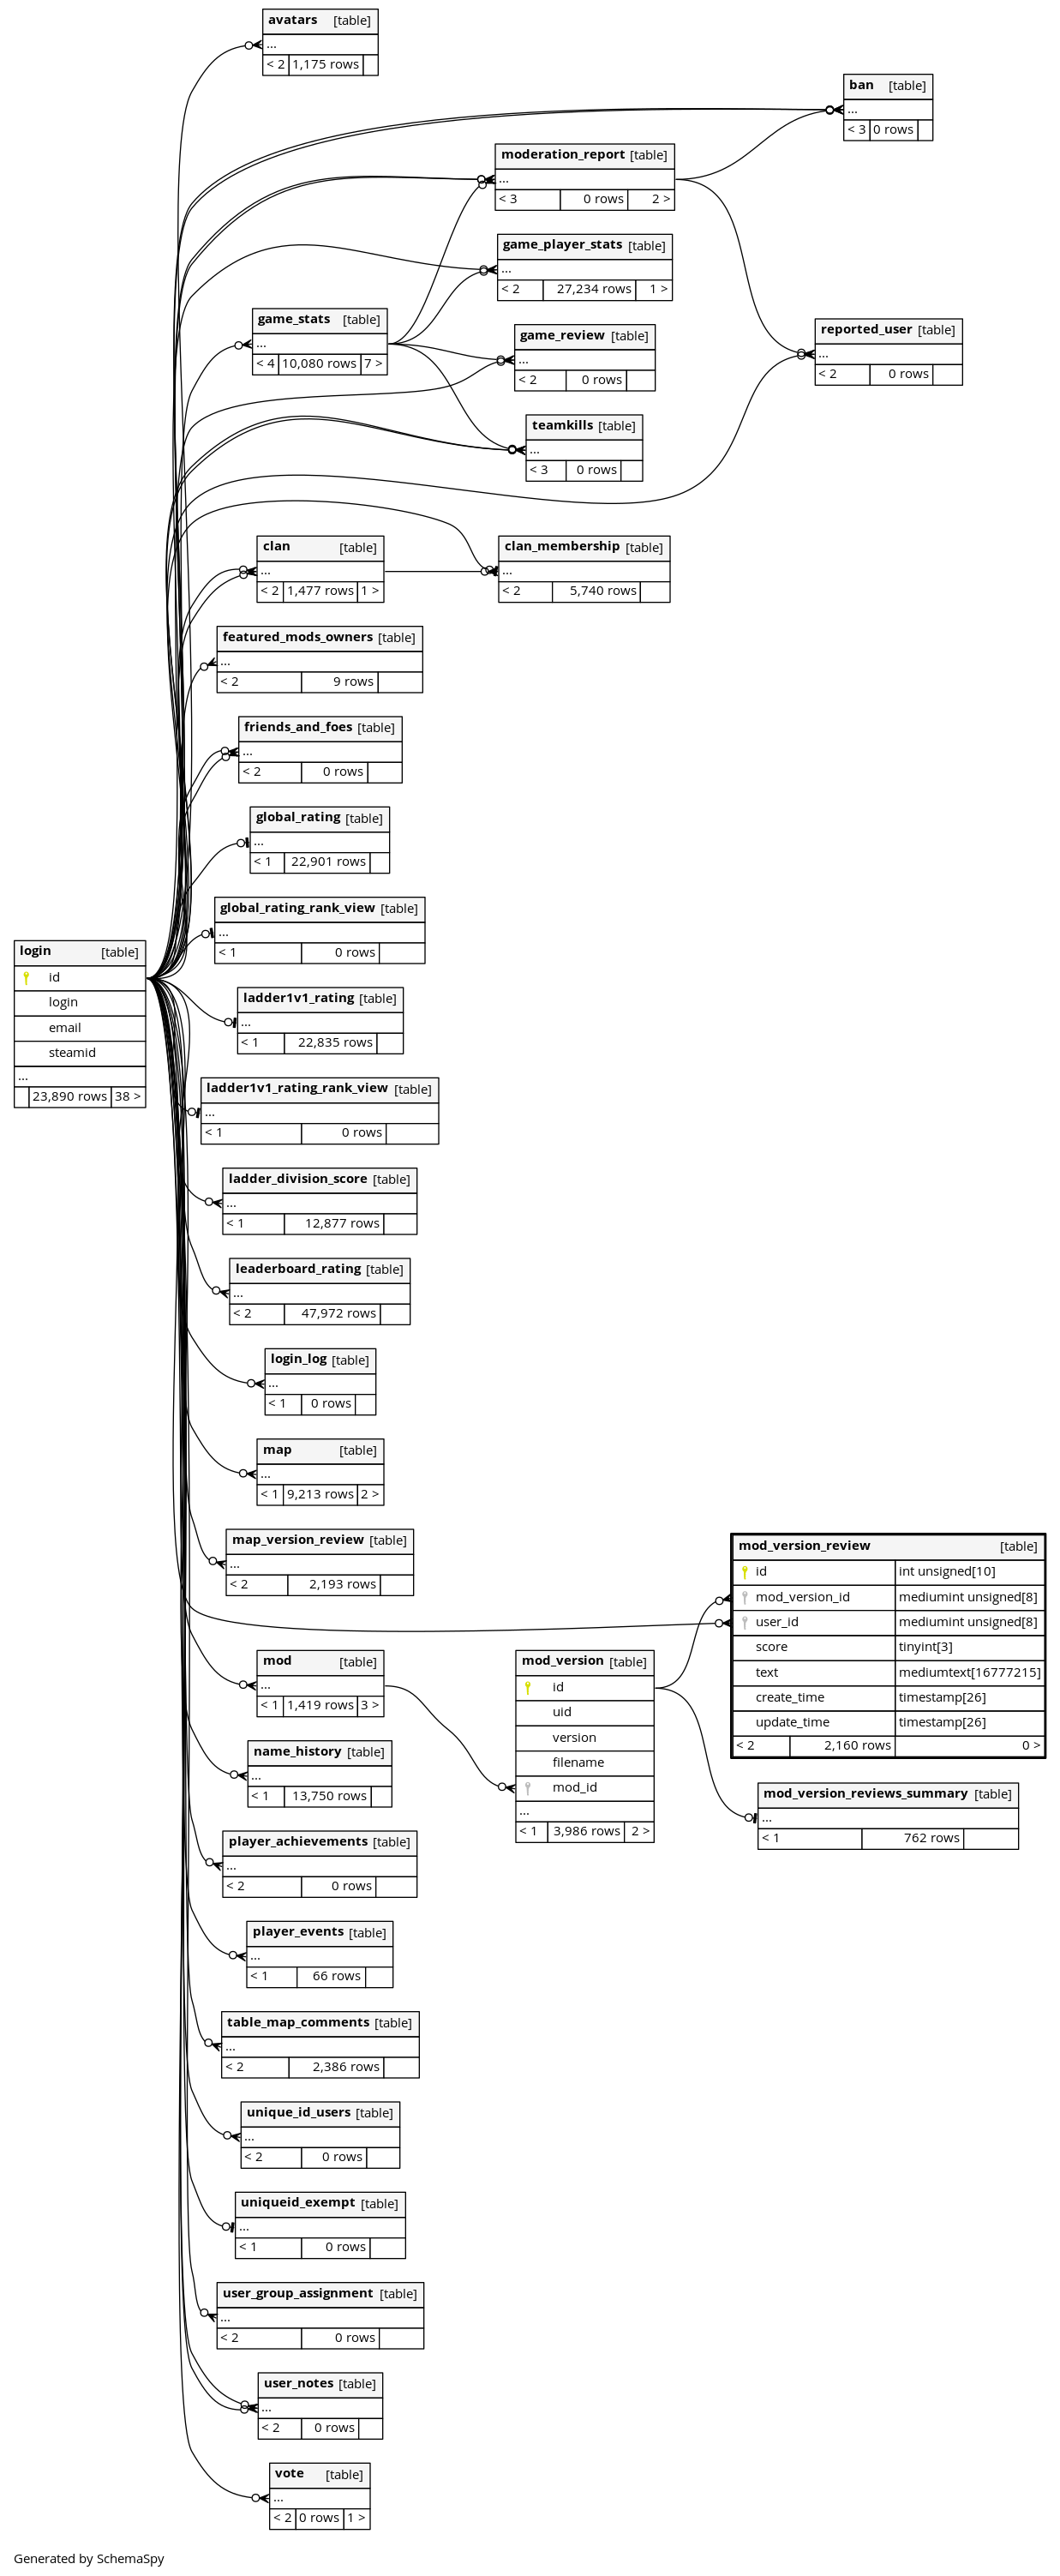 avatars [table]
...
< 2 1,175 rows
ban [table]
...
< 3 0 rows
moderation_report [table]
...
< 3 0 rows 2 >
game_player_stats [table]
...
< 2 27,234 rows 1 >
game_stats [table]
...
< 4 10,080 rows 7 >
game_review [table]
...
< 2 0 rows
reported_user [table]
...
< 2 0 rows
teamkills [table]
...
< 3 0 rows
clan [table]
...
< 2 1,477 rows 1 >
clan_membership [table]
...
< 2 5,740 rows
featured_mods_owners [table]
...
< 2 9 rows
friends_and_foes [table]
...
< 2 0 rows
global_rating [table]
...
< 1 22,901 rows
global_rating_rank_view [table]
...
< 1 0 rows
login [table]
id
login
email
steamid
...
23,890 rows 38 >
ladder1v1_rating [table]
...
< 1 22,835 rows
ladder1v1_rating_rank_view [table]
...
< 1 0 rows
ladder_division_score [table]
...
< 1 12,877 rows
leaderboard_rating [table]
...
< 2 47,972 rows
login_log [table]
...
< 1 0 rows
map [table]
...
< 1 9,213 rows 2 >
map_version_review [table]
...
< 2 2,193 rows
mod_version_review [table]
id int unsigned[10]
mod_version_id mediumint unsigned[8]
user_id mediumint unsigned[8]
score tinyint[3]
text mediumtext[16777215]
create_time timestamp[26]
update_time timestamp[26]
< 2 2,160 rows 0 >
mod [table]
...
< 1 1,419 rows 3 >
mod_version [table]
id
uid
version
filename
mod_id
...
< 1 3,986 rows 2 >
name_history [table]
...
< 1 13,750 rows
mod_version_reviews_summary [table]
...
< 1 762 rows
player_achievements [table]
...
< 2 0 rows
player_events [table]
...
< 1 66 rows
table_map_comments [table]
...
< 2 2,386 rows
unique_id_users [table]
...
< 2 0 rows
uniqueid_exempt [table]
...
< 1 0 rows
user_group_assignment [table]
...
< 2 0 rows
user_notes [table]
...
< 2 0 rows
vote [table]
...
< 2 0 rows 1 >
Generated by SchemaSpy